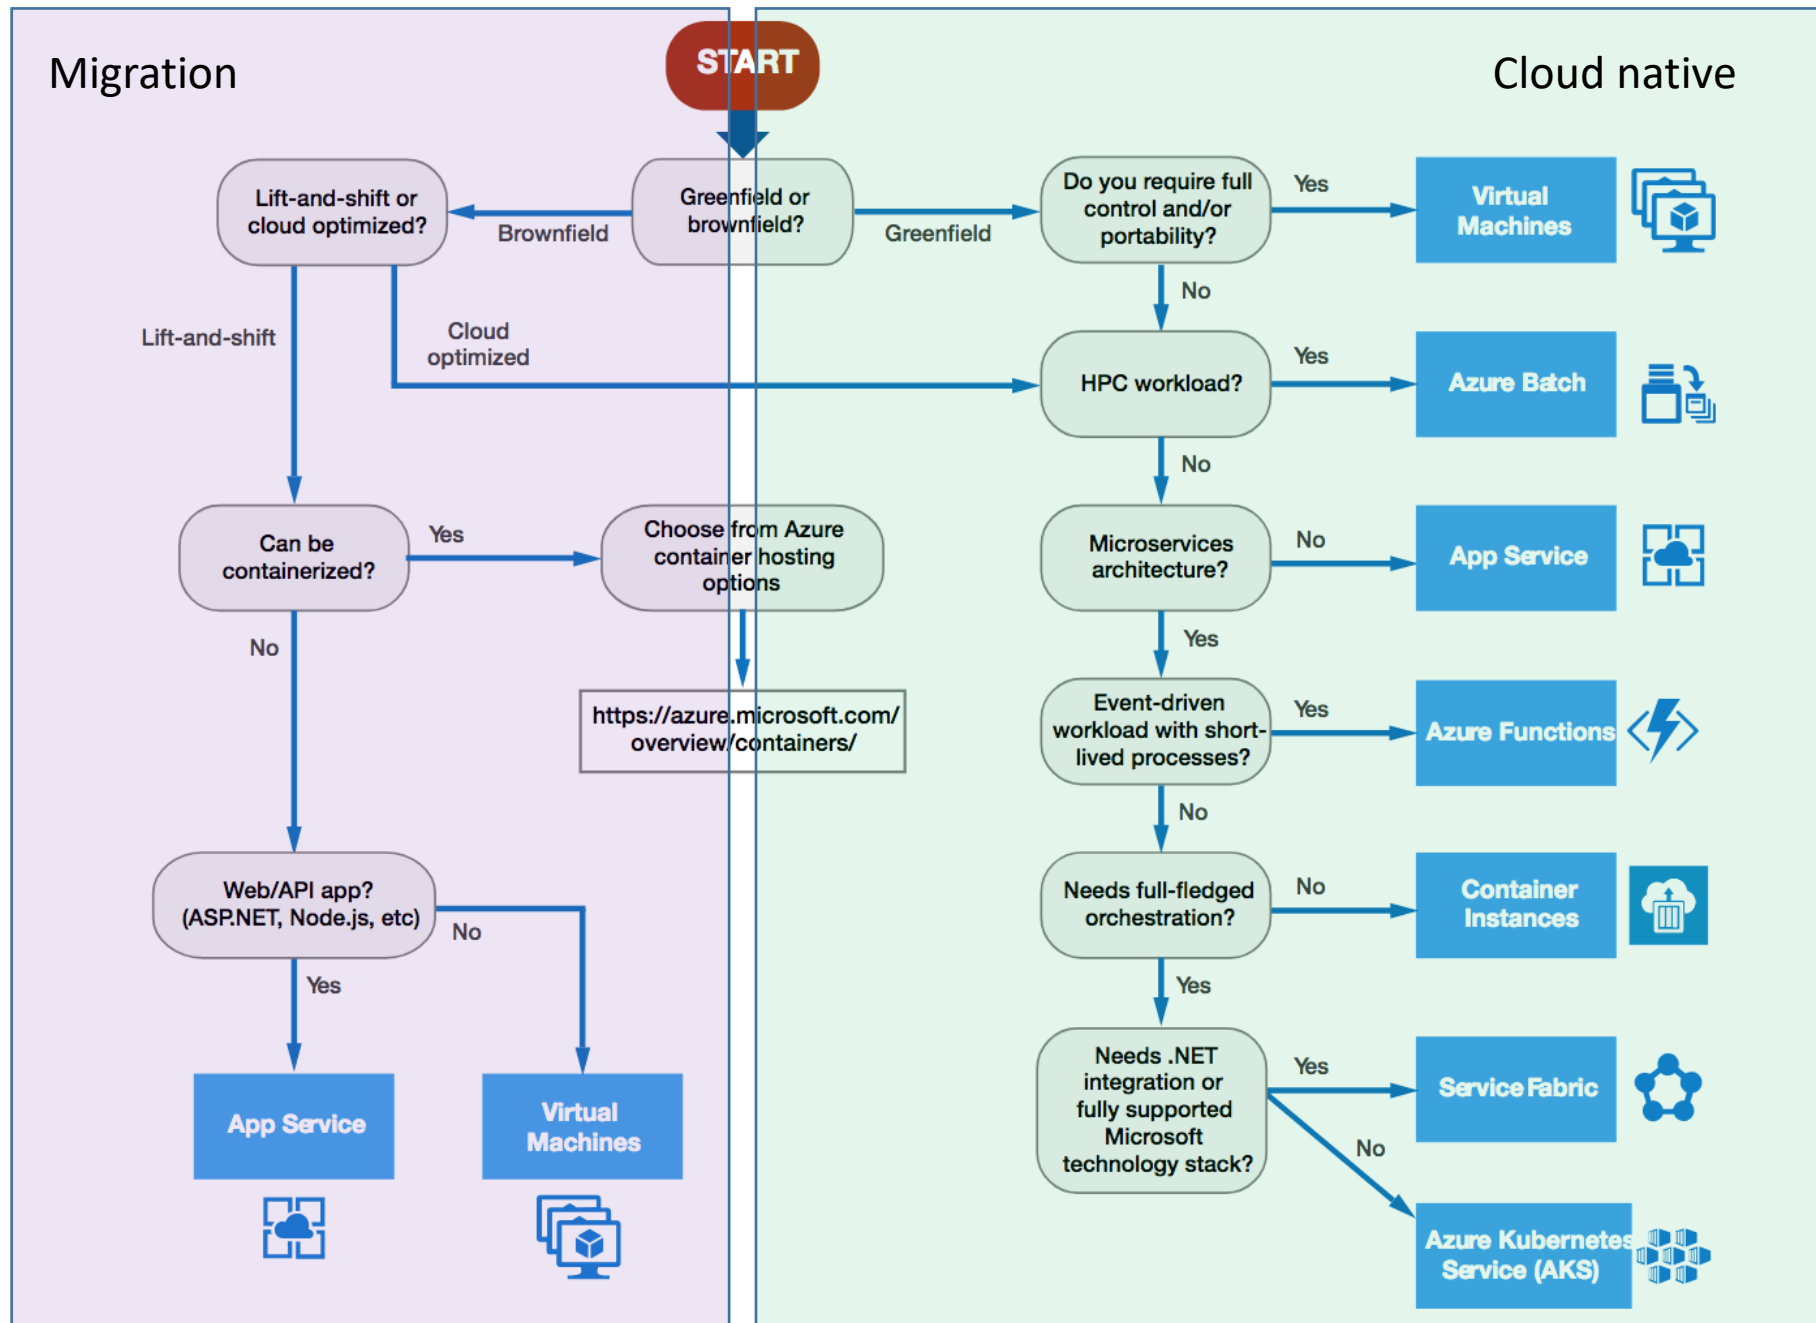 Migration
START
Cloud native
Lift-and-shift or
cloud optimized?
Brownfield
Greenfield or
brownfield?
Greenfield
Do you require full
control and/or
portability?
Yes
Virtual
Machines
No
Lift-and-shift
Cloud
optimized
HPC workload?
Yes
Azure Batch
No
Can be
containerized?
Yes
Choose from Azure
container hosting
options
Microservices
architecture?
No
App Service
No
Yes
https://azure.microsoft.com/
overview/containers/
Event-driven
workload with short-
lived processes?
Yes
Azure Functions
No
Web/API app?
(ASP.NET, Node.js, etc)
No
Yes
Needs full-fledged
orchestration?
No
Container
Instances
Yes
App Service
Virtual
Machines
Needs .NET
integration or
fully supported
Microsoft
technology stack?
Yes
Service Fabric
No
Azure Kubernetes
Service (AKS)